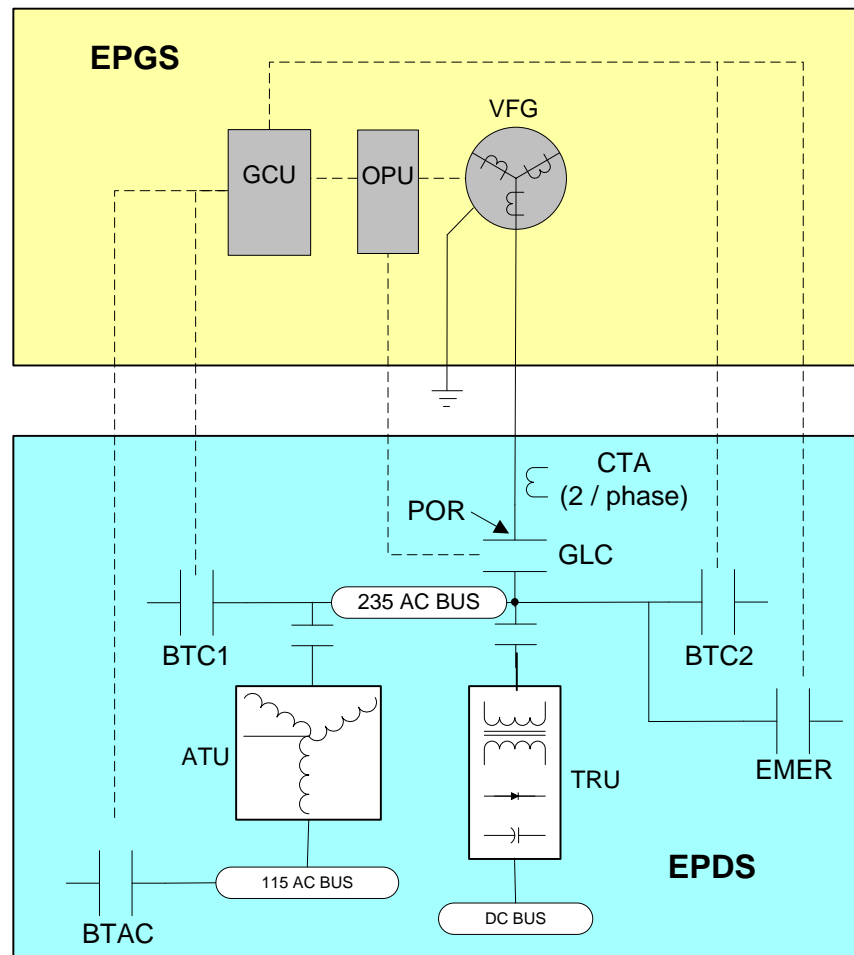 EPGS
VFG
GCU
OPU
CTA
(2 / phase)
POR
GLC
235 AC BUS
BTC1
BTC2
ATU
TRU
EMER
115 AC BUS
EPDS
DC BUS
BTAC